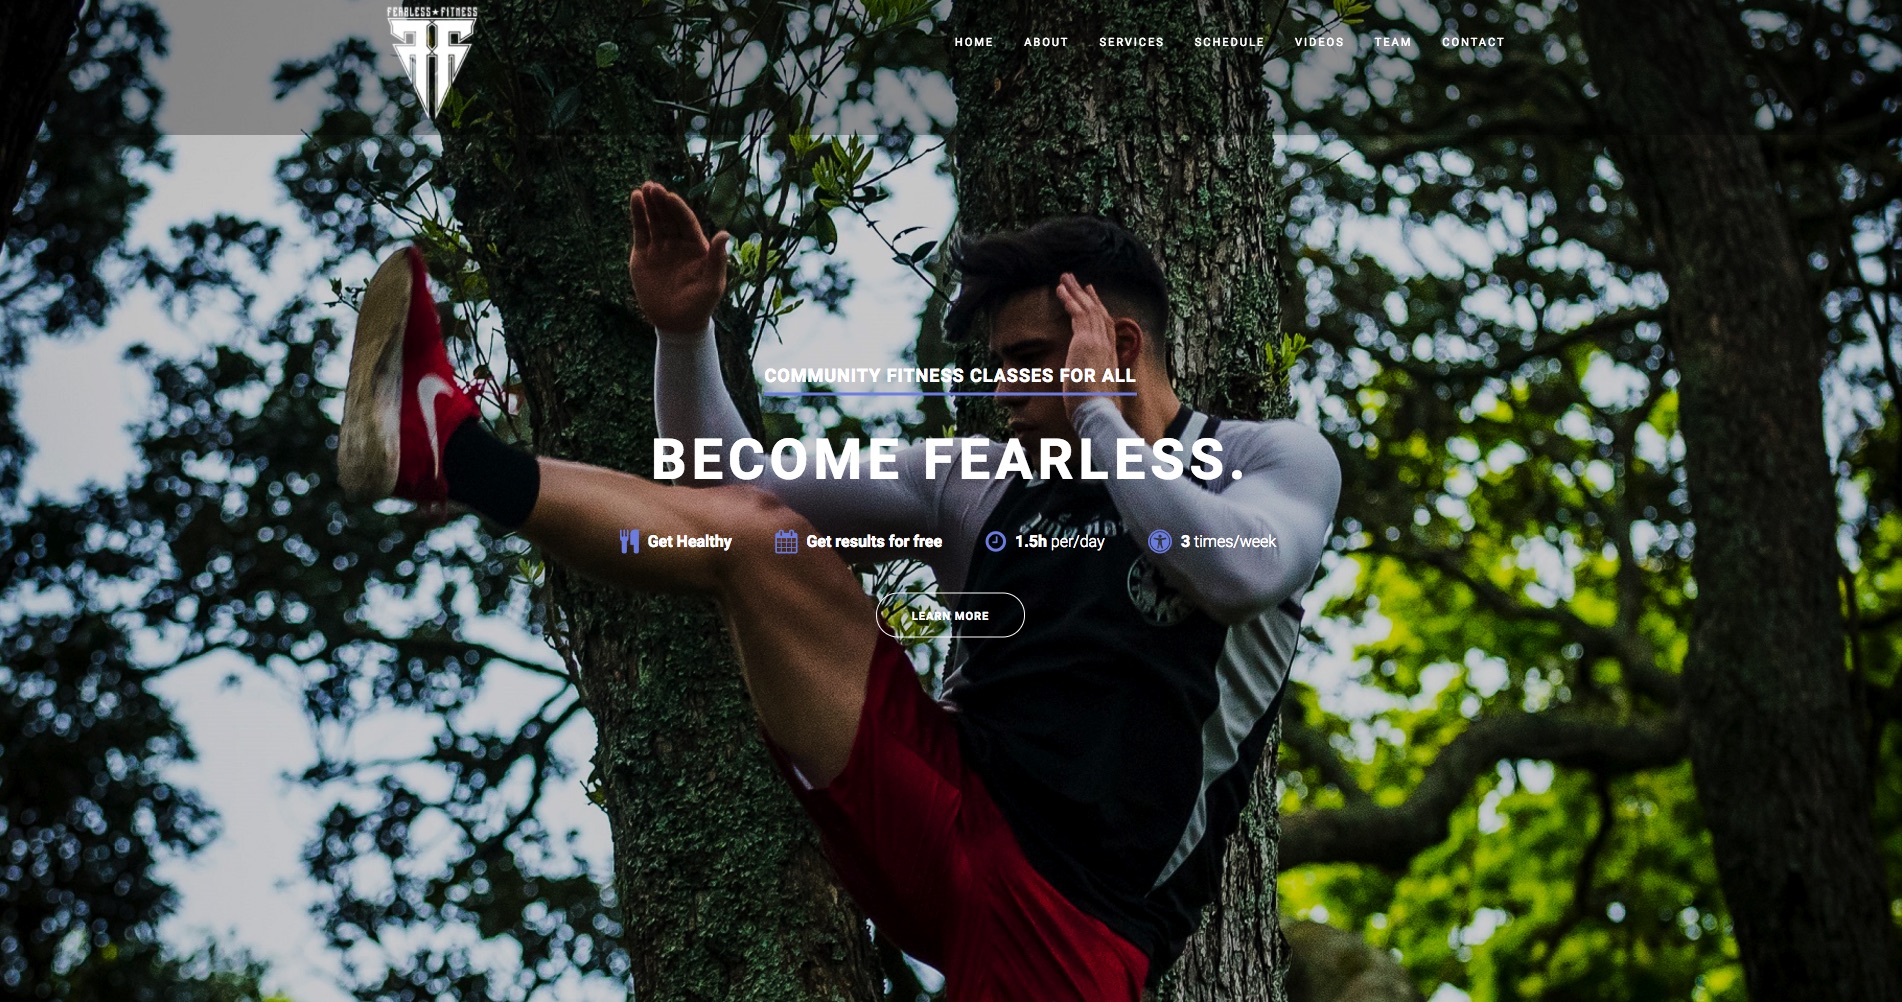 FEARLESS★FITNESS
FF
HOME ABOUT SERVICES SCHEDULE VIDEOS TEAM CONTACT
COMMUNITY FITNESS CLASSES FOR ALL
BECOME FEARLESS.
Get Healthy Get results for free 1.5h per/day 3 times/week
LEARN MORE